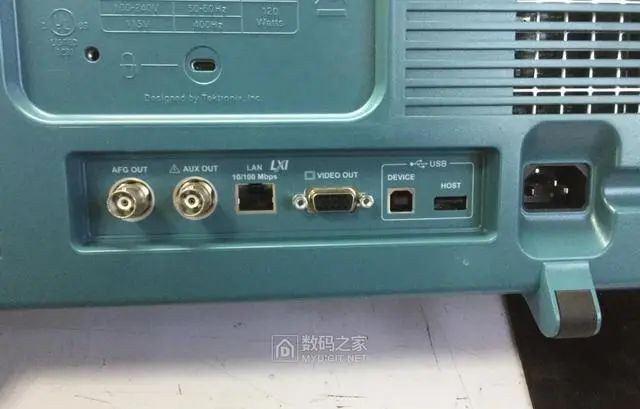 100-240V 50-60Hz 120
115V 400Hz Watts
Designed by Tektronix, Inc.
AFG OUT
AUX OUT
LAN LXI
10/100 Mbps
VIDEO OUT
USB
DEVICE
HOST
数码之家
MYDIGIT.NET